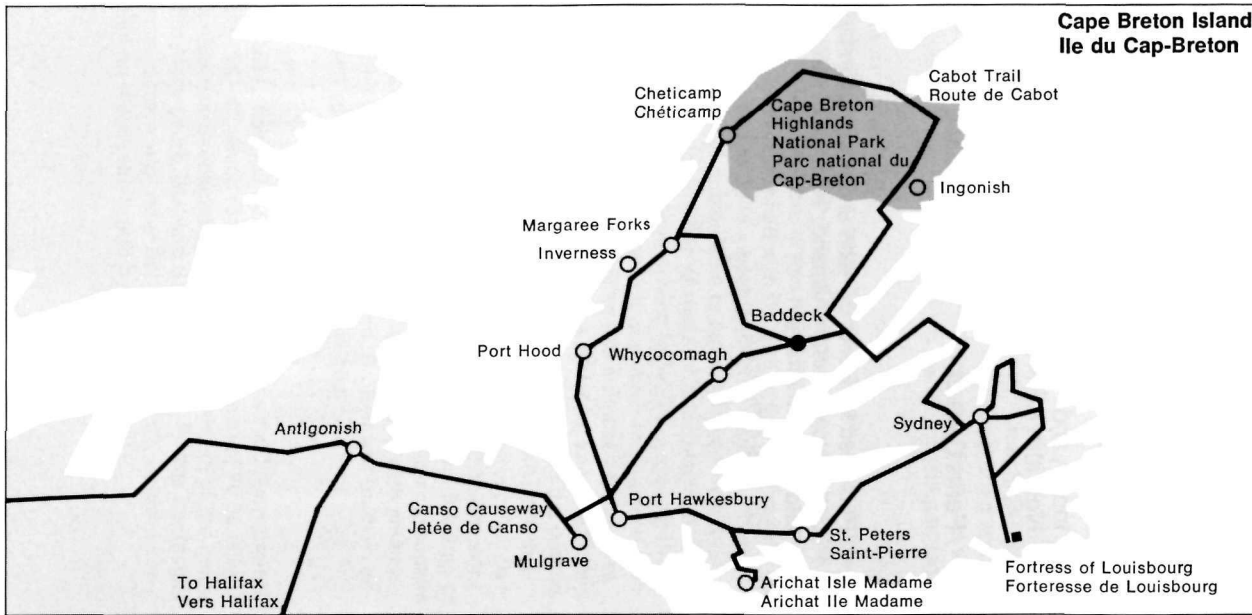 Cape Breton Island
Ile du Cap-Breton
Cabot Trail
Route de Cabot
Cheticamp
Chéticamp
Cape Breton
Highlands
National Park
Parc national du
Cap-Breton
Ingonish
Margaree Forks
Inverness
Baddeck
Port Hood
Whycocomagh
Sydney
Antigonish
Canso Causeway
Jetée de Canso
Port Hawkesbury
Mulgrave
St. Peters
Saint-Pierre
To Halifax
Vers Halifax
Arichat Isle Madame
Arichat Ile Madame
Fortress of Louisbourg
Forteresse de Louisbourg